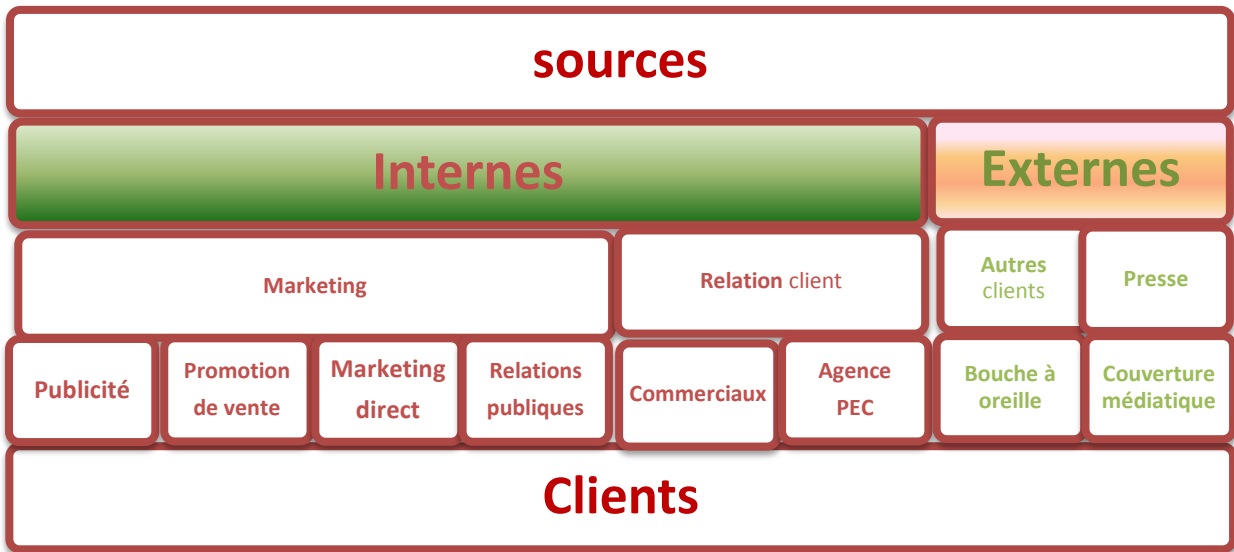 sources
Internes
Externes
Marketing
Relation client
Autres
clients
Presse
Publicité
Promotion
de vente
Marketing
direct
Relations
publiques
Commerciaux
Agence
PEC
Bouche à
oreille
Couverture
médiatique
Clients